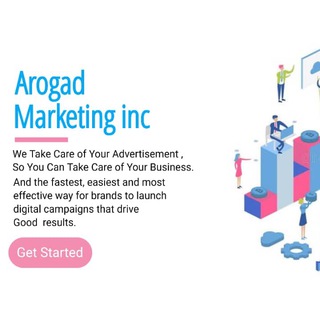 Arogad
Marketing inc
We Take Care of Your Advertisement ,
So You Can Take Care of Your Business.
And the fastest, easiest and most
effective way for brands to launch
digital campaigns that drive
Good results.
Get Started